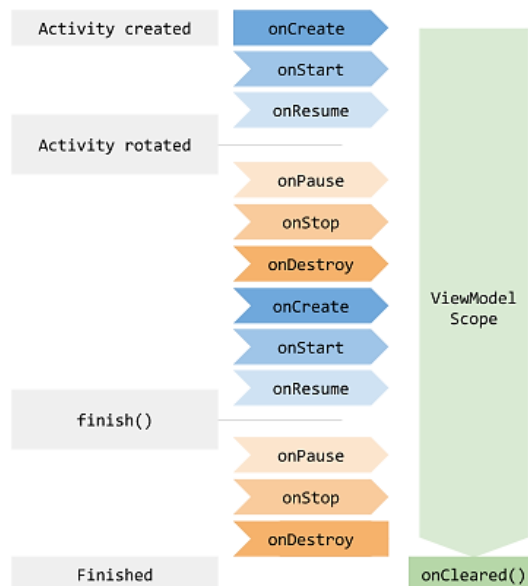 Activity created
onCreate
onStart
onResume
Activity rotated
onPause
onStop
onDestroy
onCreate
onStart
onResume
ViewModel
Scope
finish()
onPause
onStop
onDestroy
Finished
onCleared()